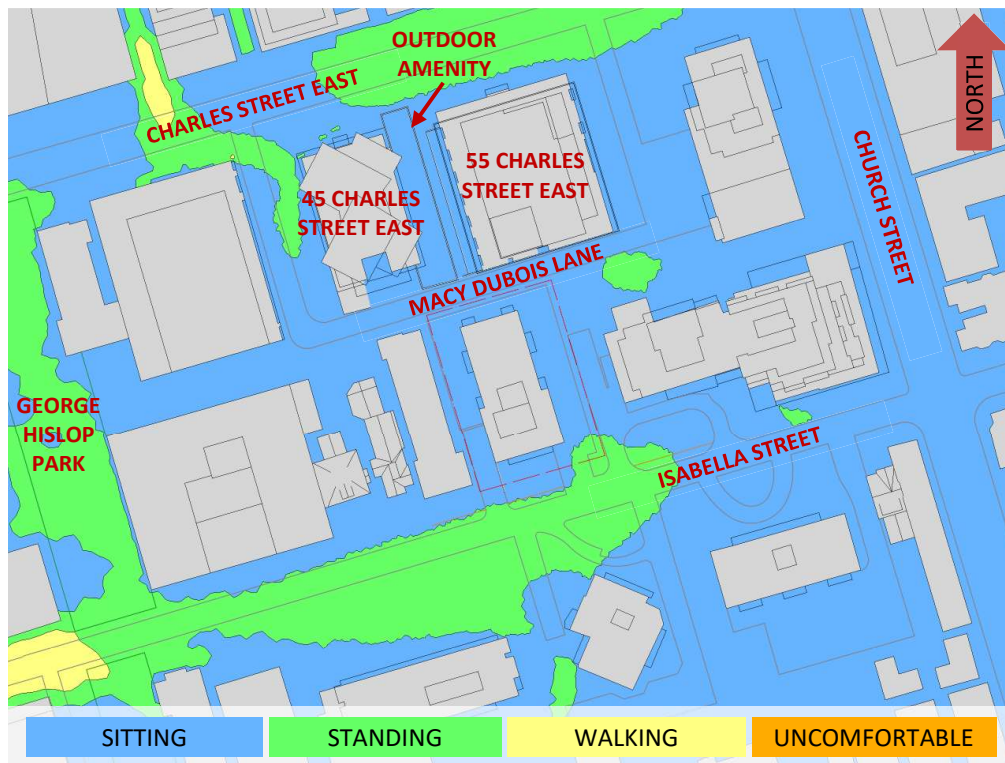 OUTDOOR
AMENITY
NORTH
CHARLES STREET EAST
55 CHARLES
STREET EAST
CHURCH STREET
45 CHARLES
STREET EAST
MACY DUBOIS LANE
GEORGE
HISLOP
PARK
ISABELLA STREET
SITTING
STANDING
WALKING
UNCOMFORTABLE